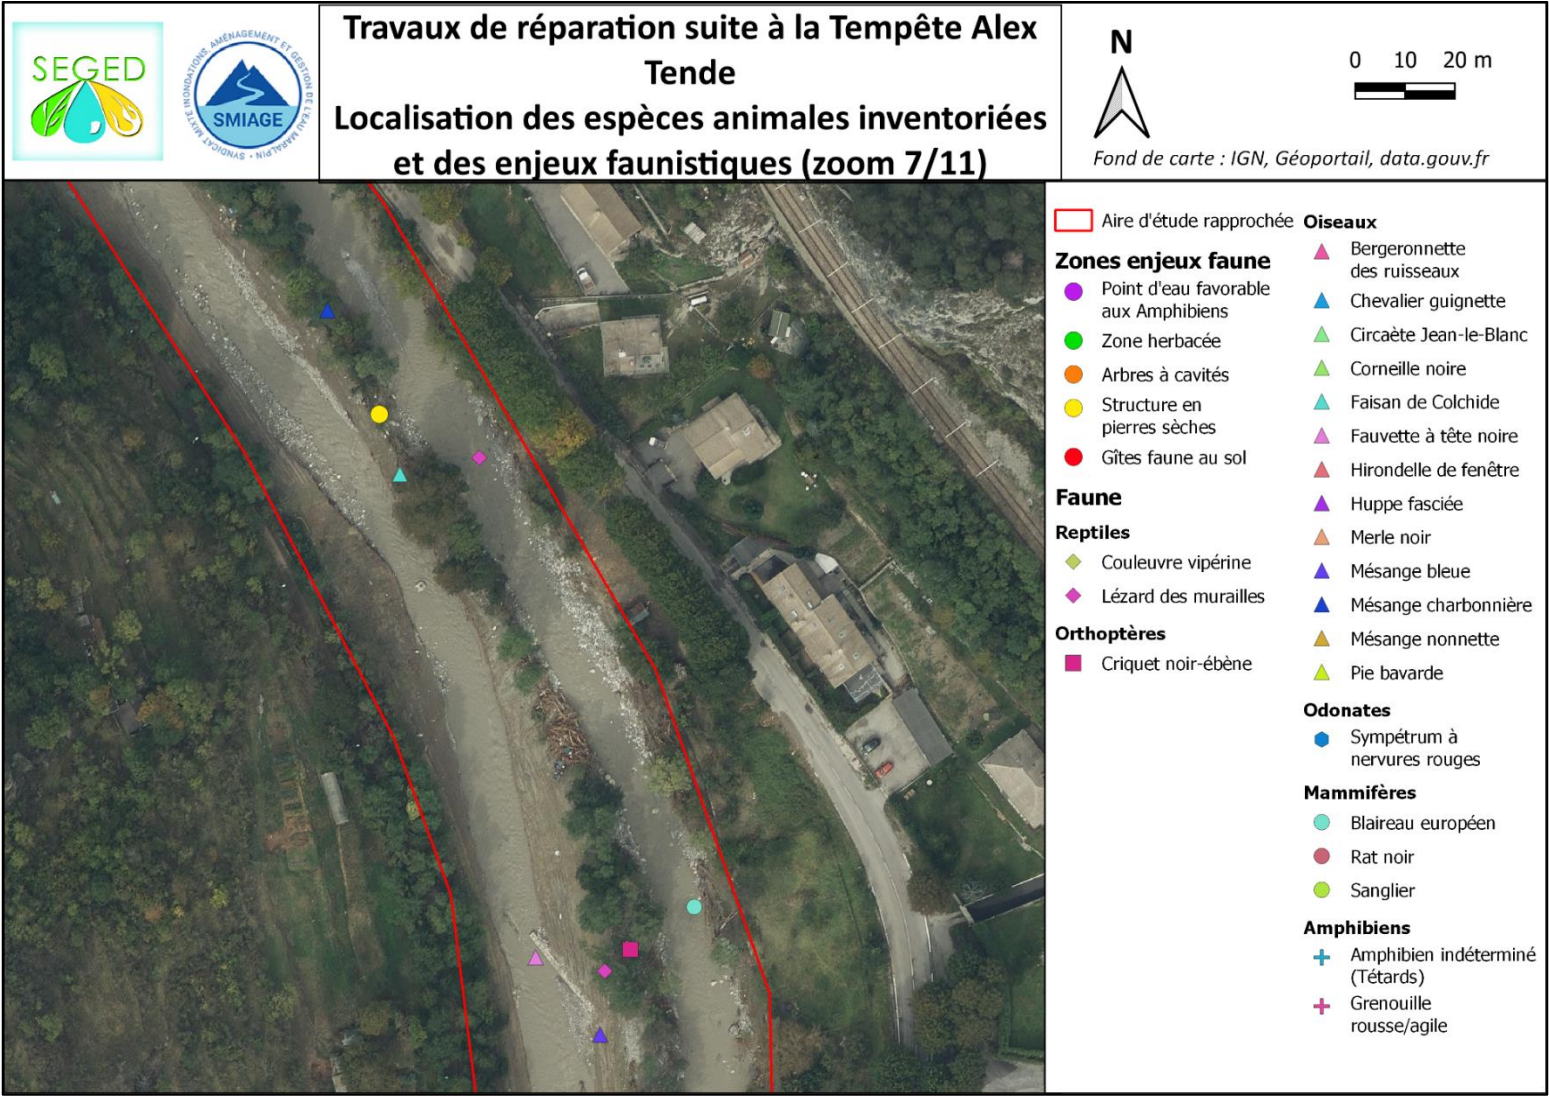 SEGED
SYNDICAT MIXTE INONDATIONS, AMÉNAGEMENT ET GESTION DE L'EAU MARALPIN
SMIAGE
Travaux de réparation suite à la Tempête Alex
Tende
Localisation des espèces animales inventoriées
et des enjeux faunistiques (zoom 7/11)
N
0 10 20 m
Fond de carte : IGN, Géoportail, data.gouv.fr
Aire d'étude rapprochée
Zones enjeux faune
Point d'eau favorable
aux Amphibiens
Zone herbacée
Arbres à cavités
Structure en
pierres sèches
Gîtes faune au sol
Faune
Reptiles
Couleuvre vipérine
Lézard des murailles
Orthoptères
Criquet noir-ébène
Oiseaux
Bergeronnette
des ruisseaux
Chevalier guignette
Circaète Jean-le-Blanc
Corneille noire
Faisan de Colchide
Fauvette à tête noire
Hirondelle de fenêtre
Huppe fasciée
Merle noir
Mésange bleue
Mésange charbonnière
Mésange nonnette
Pie bavarde
Odonates
Sympétrum à
nervures rouges
Mammifères
Blaireau européen
Rat noir
Sanglier
Amphibiens
Amphibien indéterminé
(Tétards)
Grenouille
rousse/agile